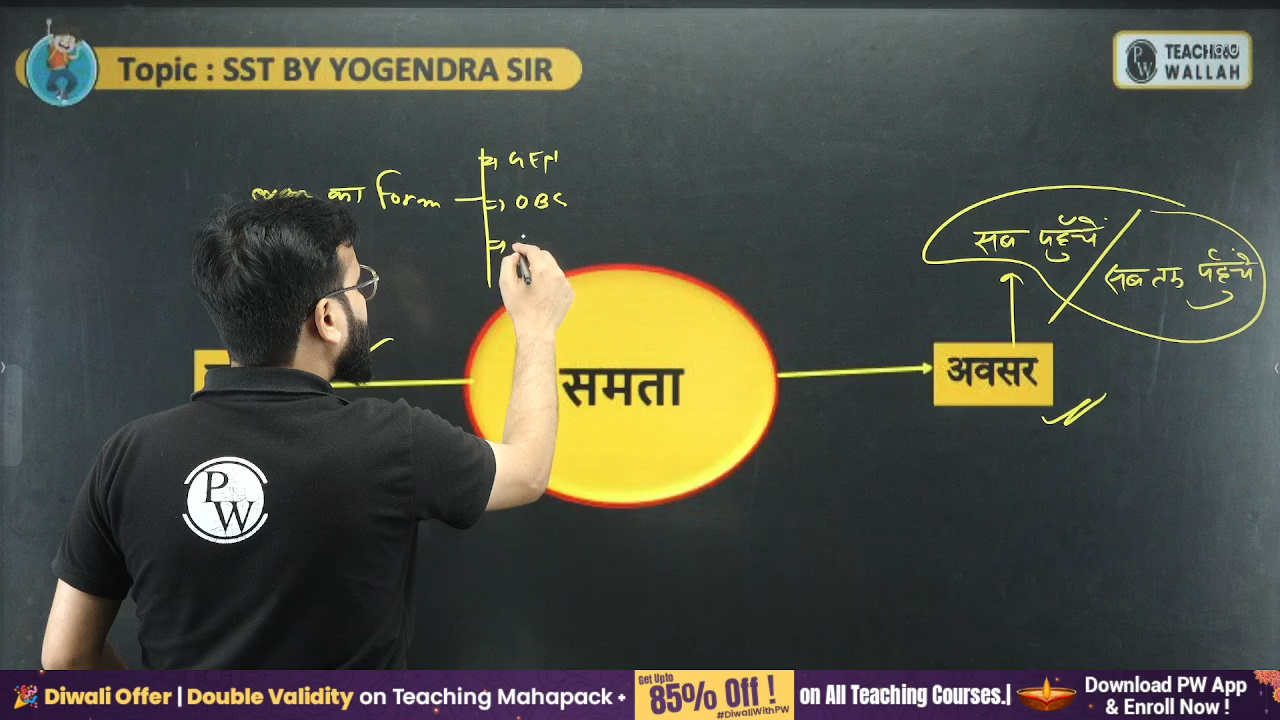 Topic : SST BY YOGENDRA SIR
PW
TEACHING
WALLAH
GEN
का form
OBC
सब पहुँचें
सब तक पहुँचे
समता
अवसर
PW
🎉 Diwali Offer | Double Validity on Teaching Mahapack +
Get Upto
85% Off !
#DiwaliWithPW
on All Teaching Courses.|
Download PW App
& Enroll Now !